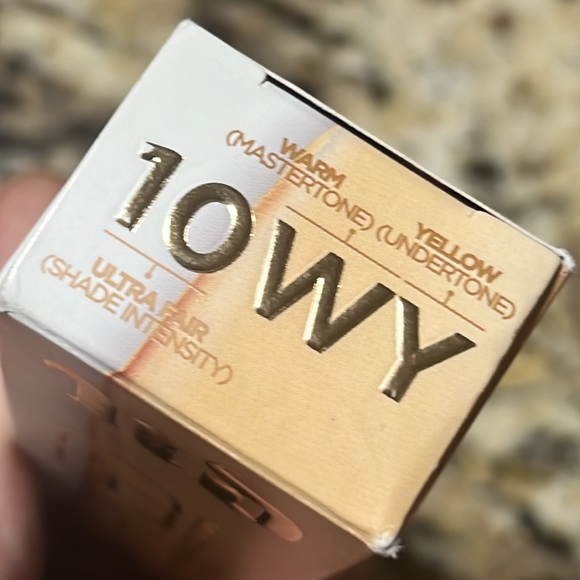 WARM
(MASTERTONE)
YELLOW
(UNDERTONE)
10WY
ULTRA FAIR
(SHADE INTENSITY)